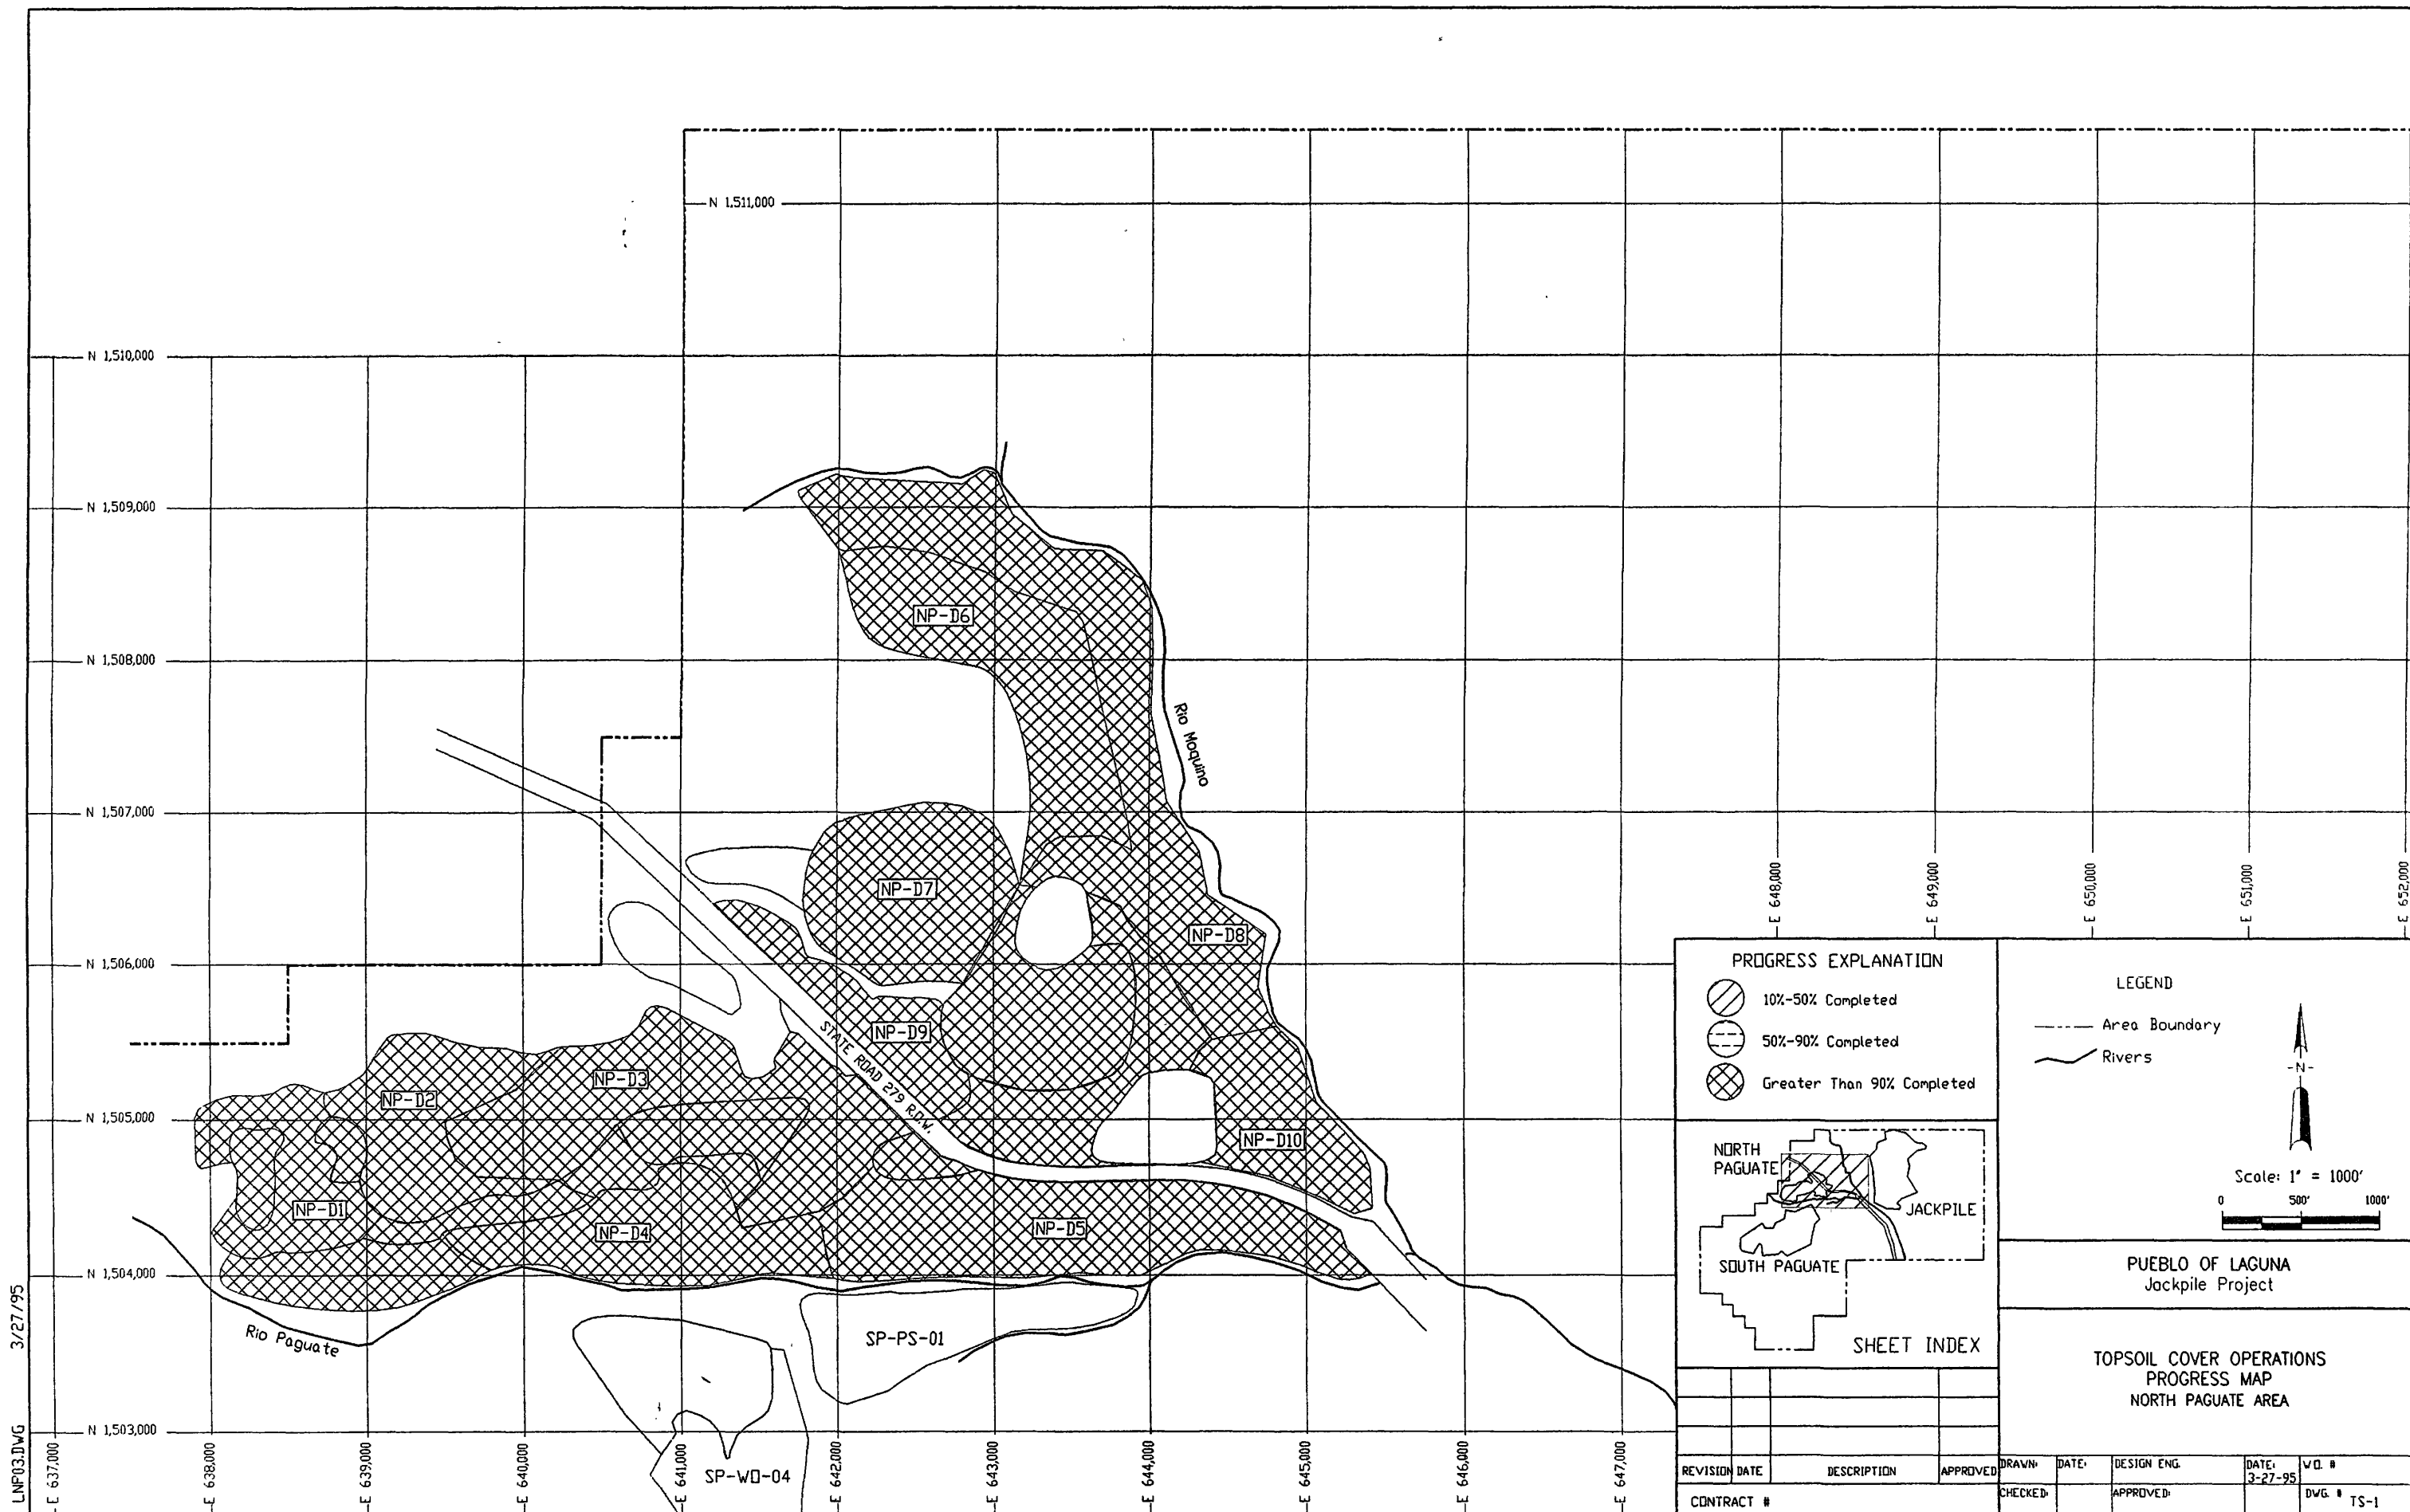 N 1,511,000
N 1,510,000
N 1,509,000
N 1,508,000
N 1,507,000
N 1,506,000
N 1,505,000
N 1,504,000
N 1,503,000
NP-D6
Rio Moquino
NP-D7
NP-D8
NP-D9
STATE ROAD 279 R.O.W.
NP-D3
NP-D2
NP-D10
NP-D1
NP-D4
NP-D5
Rio Paguate
SP-PS-01
SP-WO-04
E 637,000
E 638,000
E 639,000
E 640,000
E 641,000
E 642,000
E 643,000
E 644,000
E 645,000
E 646,000
E 647,000
E 648,000
E 649,000
E 650,000
E 651,000
E 652,000
LNP03.DWG 3/27/95
PROGRESS EXPLANATION
10%-50% Completed
50%-90% Completed
Greater Than 90% Completed
NORTH
PAGUATE
JACKPILE
SOUTH PAGUATE
SHEET INDEX
REVISION DATE DESCRIPTION APPROVED
CONTRACT #
LEGEND
Area Boundary
Rivers
-N-
Scale: 1" = 1000'
0 500' 1000'
PUEBLO OF LAGUNA
Jackpile Project
TOPSOIL COVER OPERATIONS
PROGRESS MAP
NORTH PAGUATE AREA
DRAWN: DATE: DESIGN ENG. DATE: W.O. #
3-27-95
CHECKED: APPROVED: DWG. # TS-1